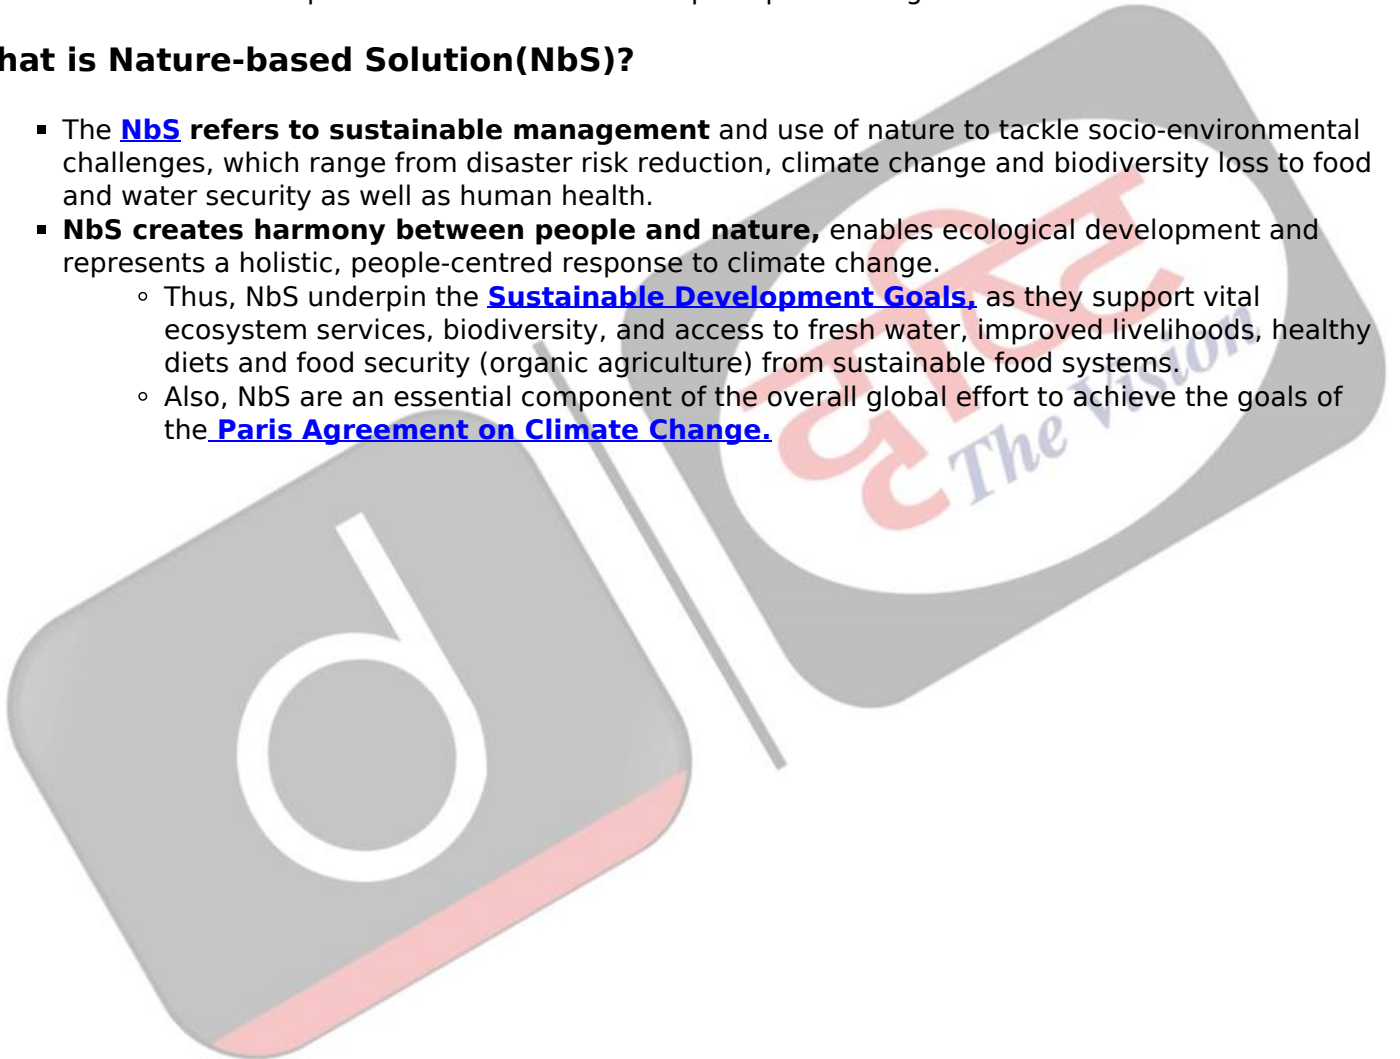 hat is Nature-based Solution(NbS)?
The NbS refers to sustainable management and use of nature to tackle socio-environmental
challenges, which range from disaster risk reduction, climate change and biodiversity loss to food
and water security as well as human health.
NbS creates harmony between people and nature, enables ecological development and
represents a holistic, people-centred response to climate change.
Thus, NbS underpin the Sustainable Development Goals, as they support vital
ecosystem services, biodiversity, and access to fresh water, improved livelihoods, healthy
diets and food security (organic agriculture) from sustainable food systems.
Also, NbS are an essential component of the overall global effort to achieve the goals of
the Paris Agreement on Climate Change.
दृष्टि
The Vision
d